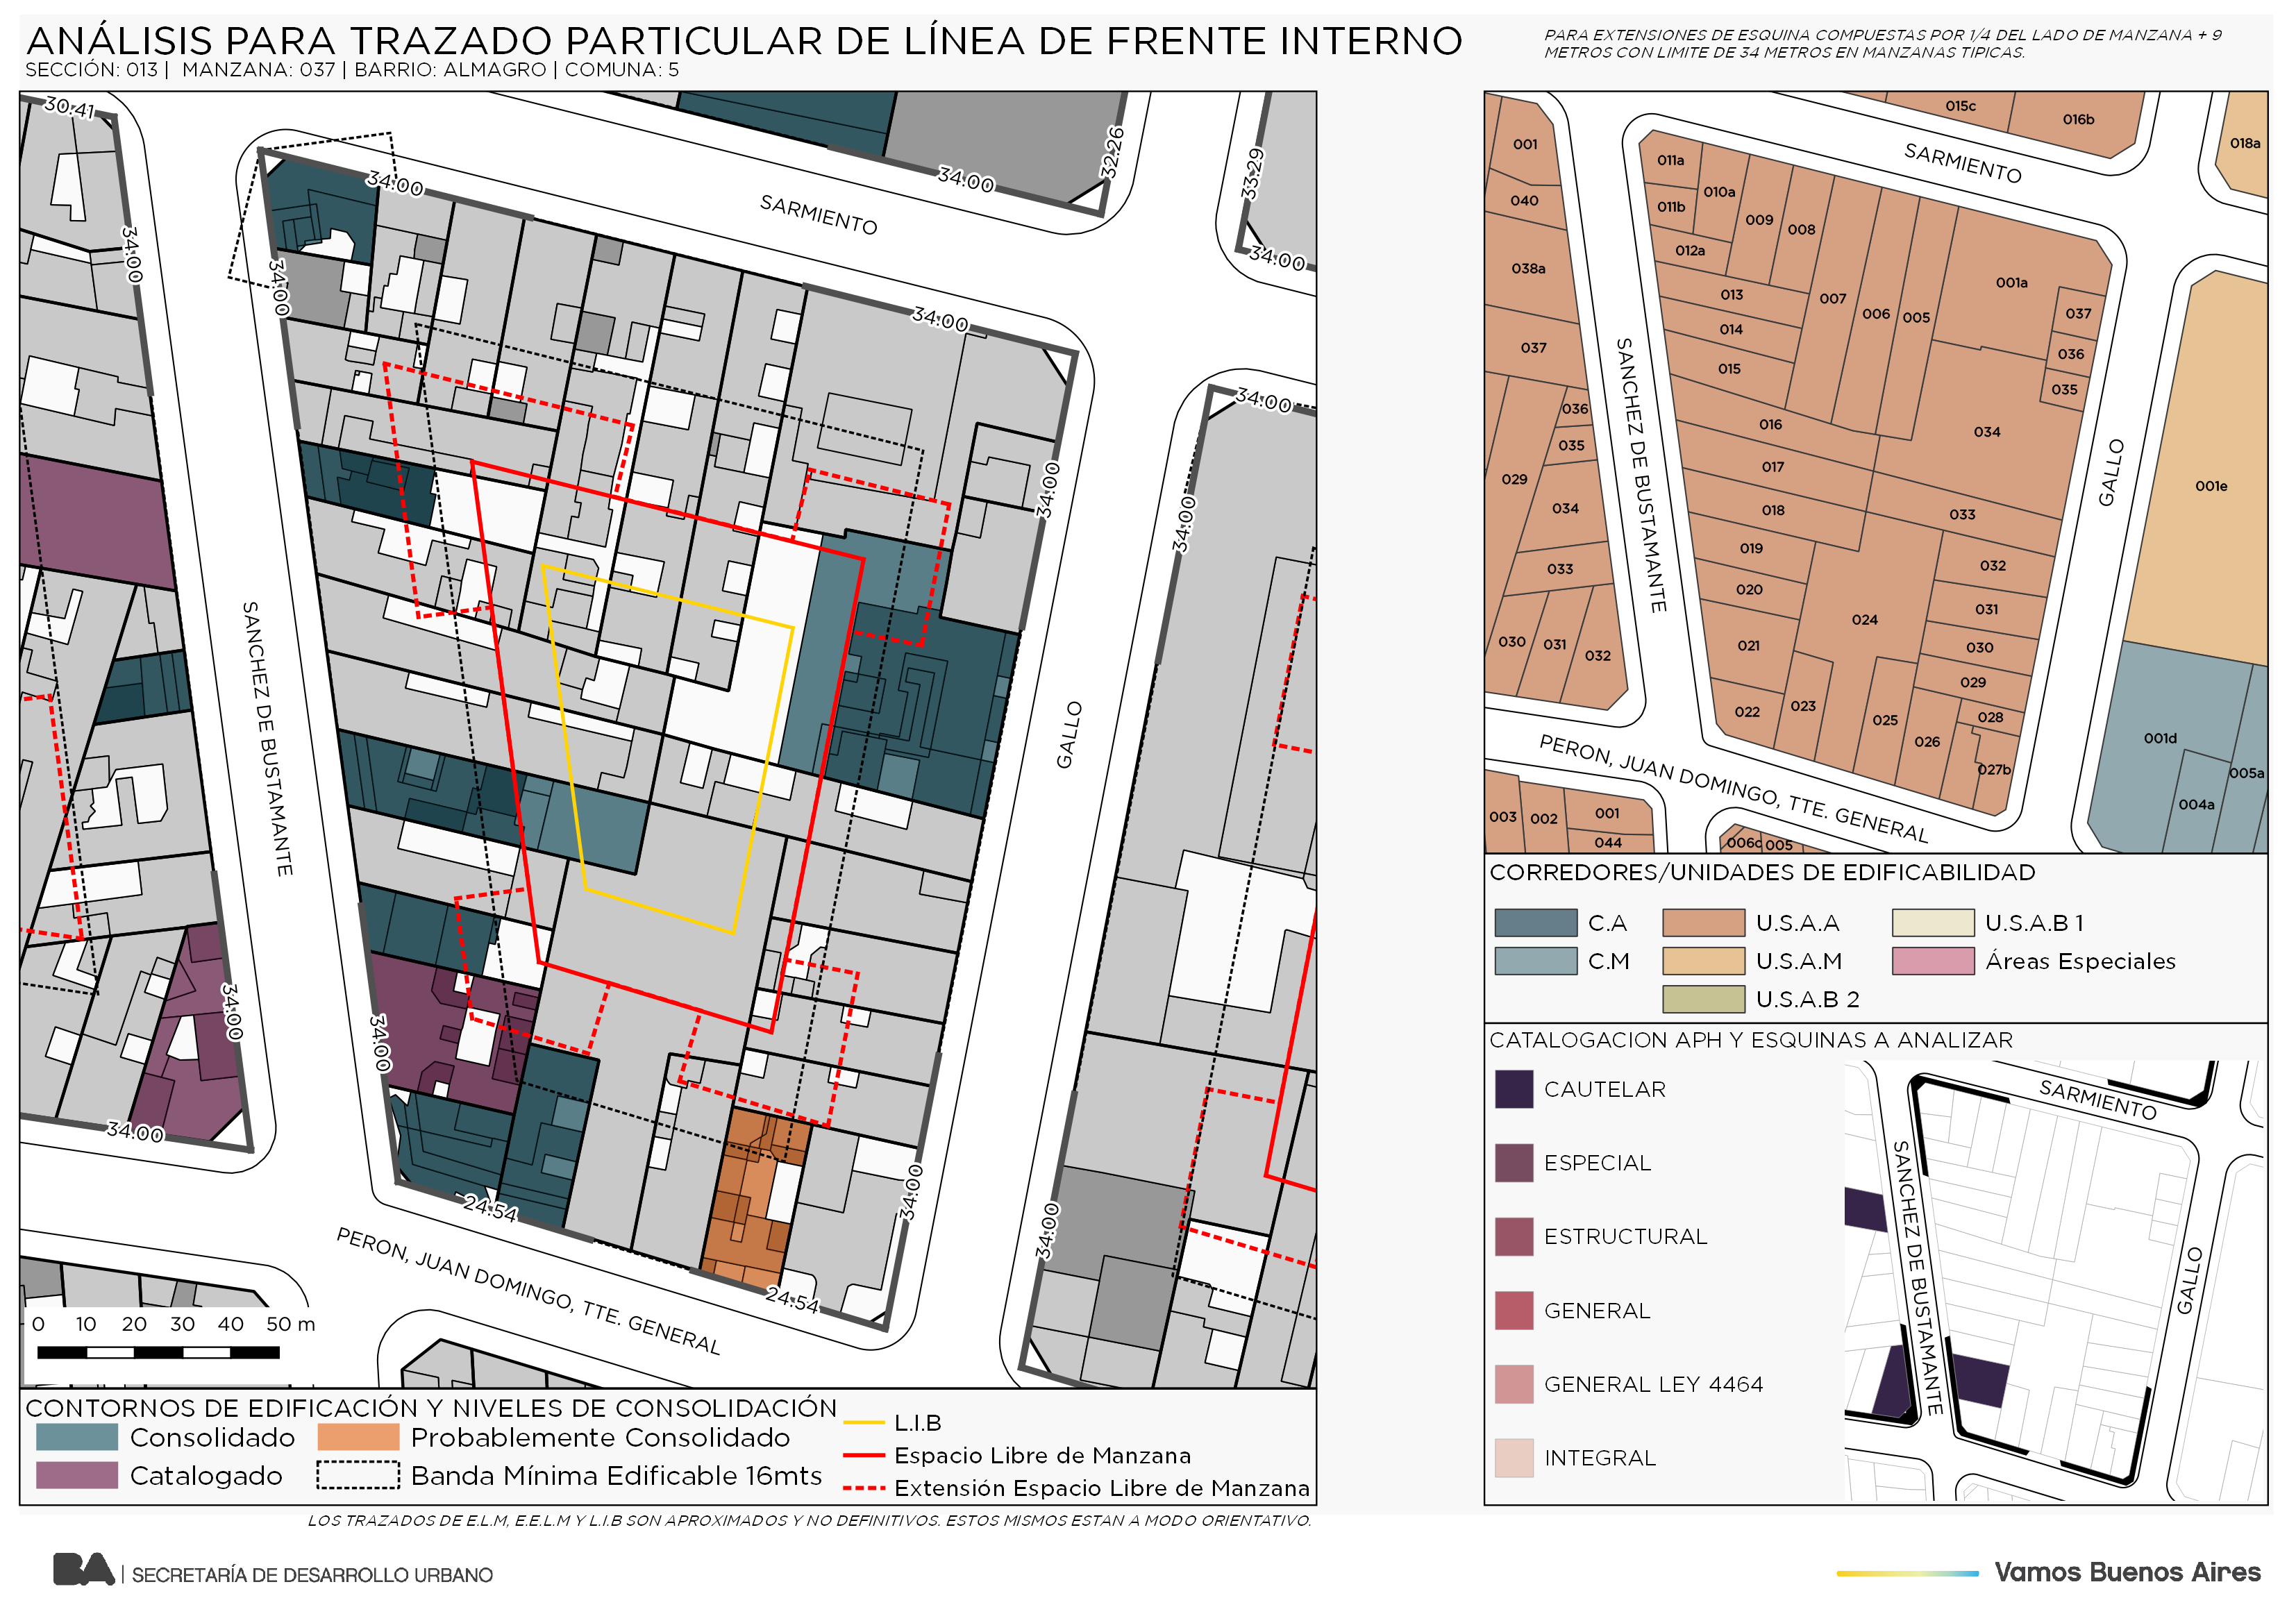 ANÁLISIS PARA TRAZADO PARTICULAR DE LÍNEA DE FRENTE INTERNO
SECCIÓN: 013 | MANZANA: 037 | BARRIO: ALMAGRO | COMUNA: 5
PARA EXTENSIONES DE ESQUINA COMPUESTAS POR 1/4 DEL LADO DE MANZANA + 9
METROS CON LIMITE DE 34 METROS EN MANZANAS TIPICAS.
30.41
34.00
34.00
34.00
34.00
32.26
33.29
34.00
SARMIENTO
34.00
34.00
34.00
34.00
SANCHEZ DE BUSTAMANTE
GALLO
34.00
34.00
34.00
34.00
34.00
24.54
24.54
PERON, JUAN DOMINGO, TTE. GENERAL
0 10 20 30 40 50 m
CONTORNOS DE EDIFICACIÓN Y NIVELES DE CONSOLIDACIÓN
Consolidado
Probablemente Consolidado
Catalogado
Banda Mínima Edificable 16mts
L.I.B
Espacio Libre de Manzana
Extensión Espacio Libre de Manzana
LOS TRAZADOS DE E.L.M, E.E.L.M Y L.I.B SON APROXIMADOS Y NO DEFINITIVOS. ESTOS MISMOS ESTAN A MODO ORIENTATIVO.
015c
016b
018a
001
040
038a
037
036
035
029
034
033
030
031
032
SARMIENTO
011a
010a
011b
009
008
012a
013
014
015
007
006
005
001a
037
036
035
034
016
017
018
033
019
020
021
024
032
031
030
029
028
022
023
025
026
027b
SANCHEZ DE BUSTAMANTE
GALLO
001e
001d
005a
004a
PERON, JUAN DOMINGO, TTE. GENERAL
003
002
001
044
006c
005
CORREDORES/UNIDADES DE EDIFICABILIDAD
C.A
U.S.A.A
U.S.A.B 1
C.M
U.S.A.M
Áreas Especiales
U.S.A.B 2
CATALOGACION APH Y ESQUINAS A ANALIZAR
CAUTELAR
ESPECIAL
ESTRUCTURAL
GENERAL
GENERAL LEY 4464
INTEGRAL
SARMIENTO
SANCHEZ DE BUSTAMANTE
GALLO
BA | SECRETARÍA DE DESARROLLO URBANO
Vamos Buenos Aires